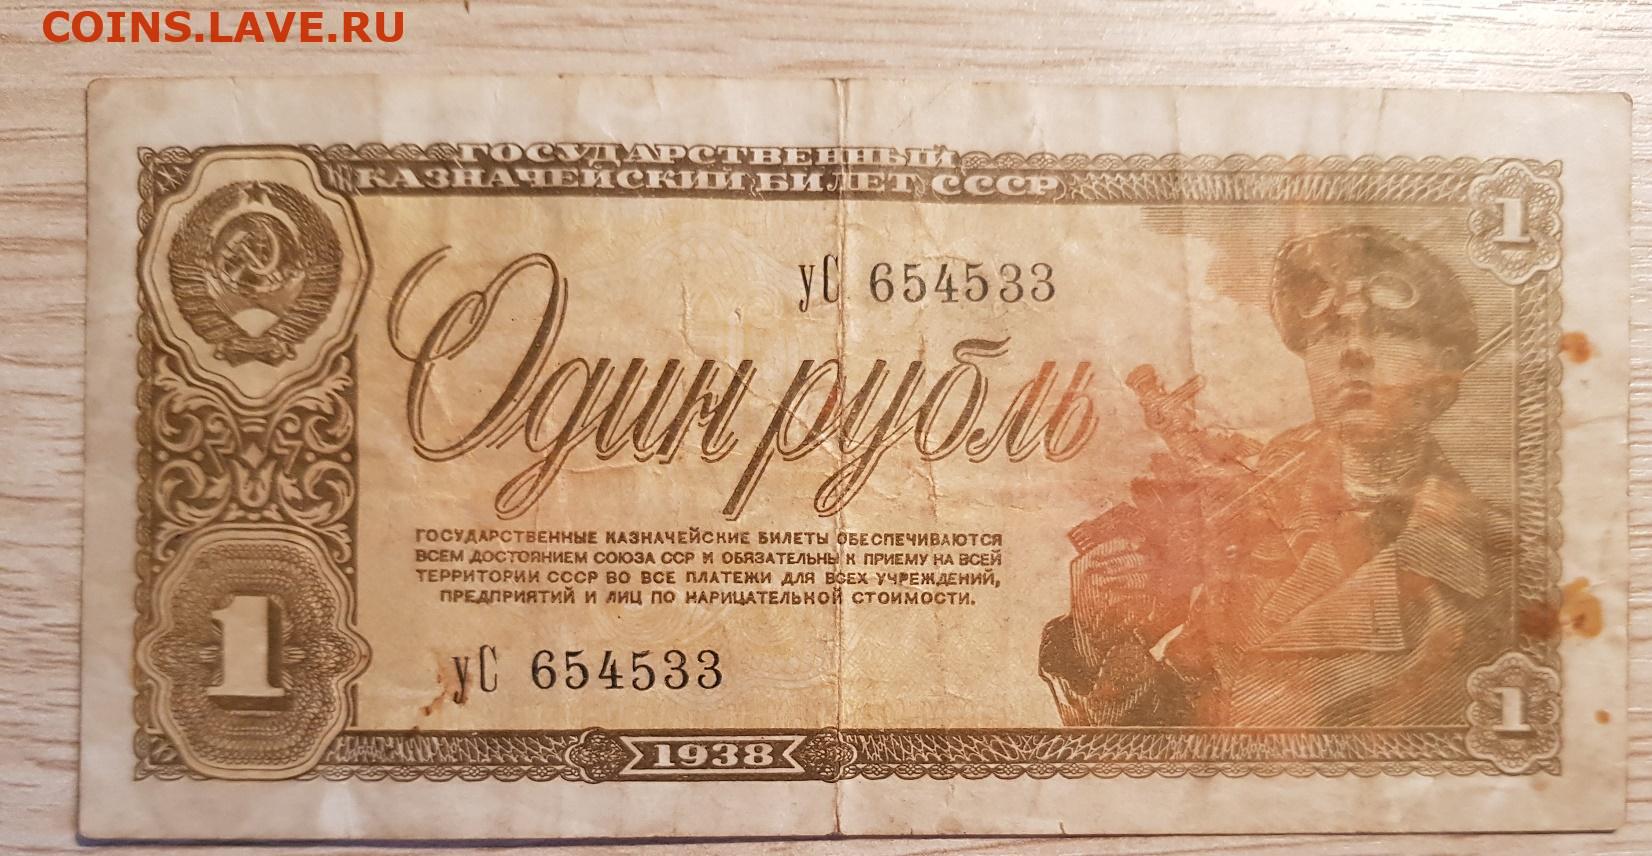 COINS.LAVE.RU
ГОСУДАРСТВЕННЫЙ
КАЗНАЧЕЙСКИЙ БИЛЕТ СССР
1
уС 654533
Один рубль
ГОСУДАРСТВЕННЫЕ КАЗНАЧЕЙСКИЕ БИЛЕТЫ ОБЕСПЕЧИВАЮТСЯ
ВСЕМ ДОСТОЯНИЕМ СОЮЗА ССР И ОБЯЗАТЕЛЬНЫ К ПРИЕМУ НА ВСЕЙ
ТЕРРИТОРИИ СССР ВО ВСЕ ПЛАТЕЖИ ДЛЯ ВСЕХ УЧРЕЖДЕНИЙ,
ПРЕДПРИЯТИЙ И ЛИЦ ПО НАРИЦАТЕЛЬНОЙ СТОИМОСТИ.
1
уС 654533
1
1938